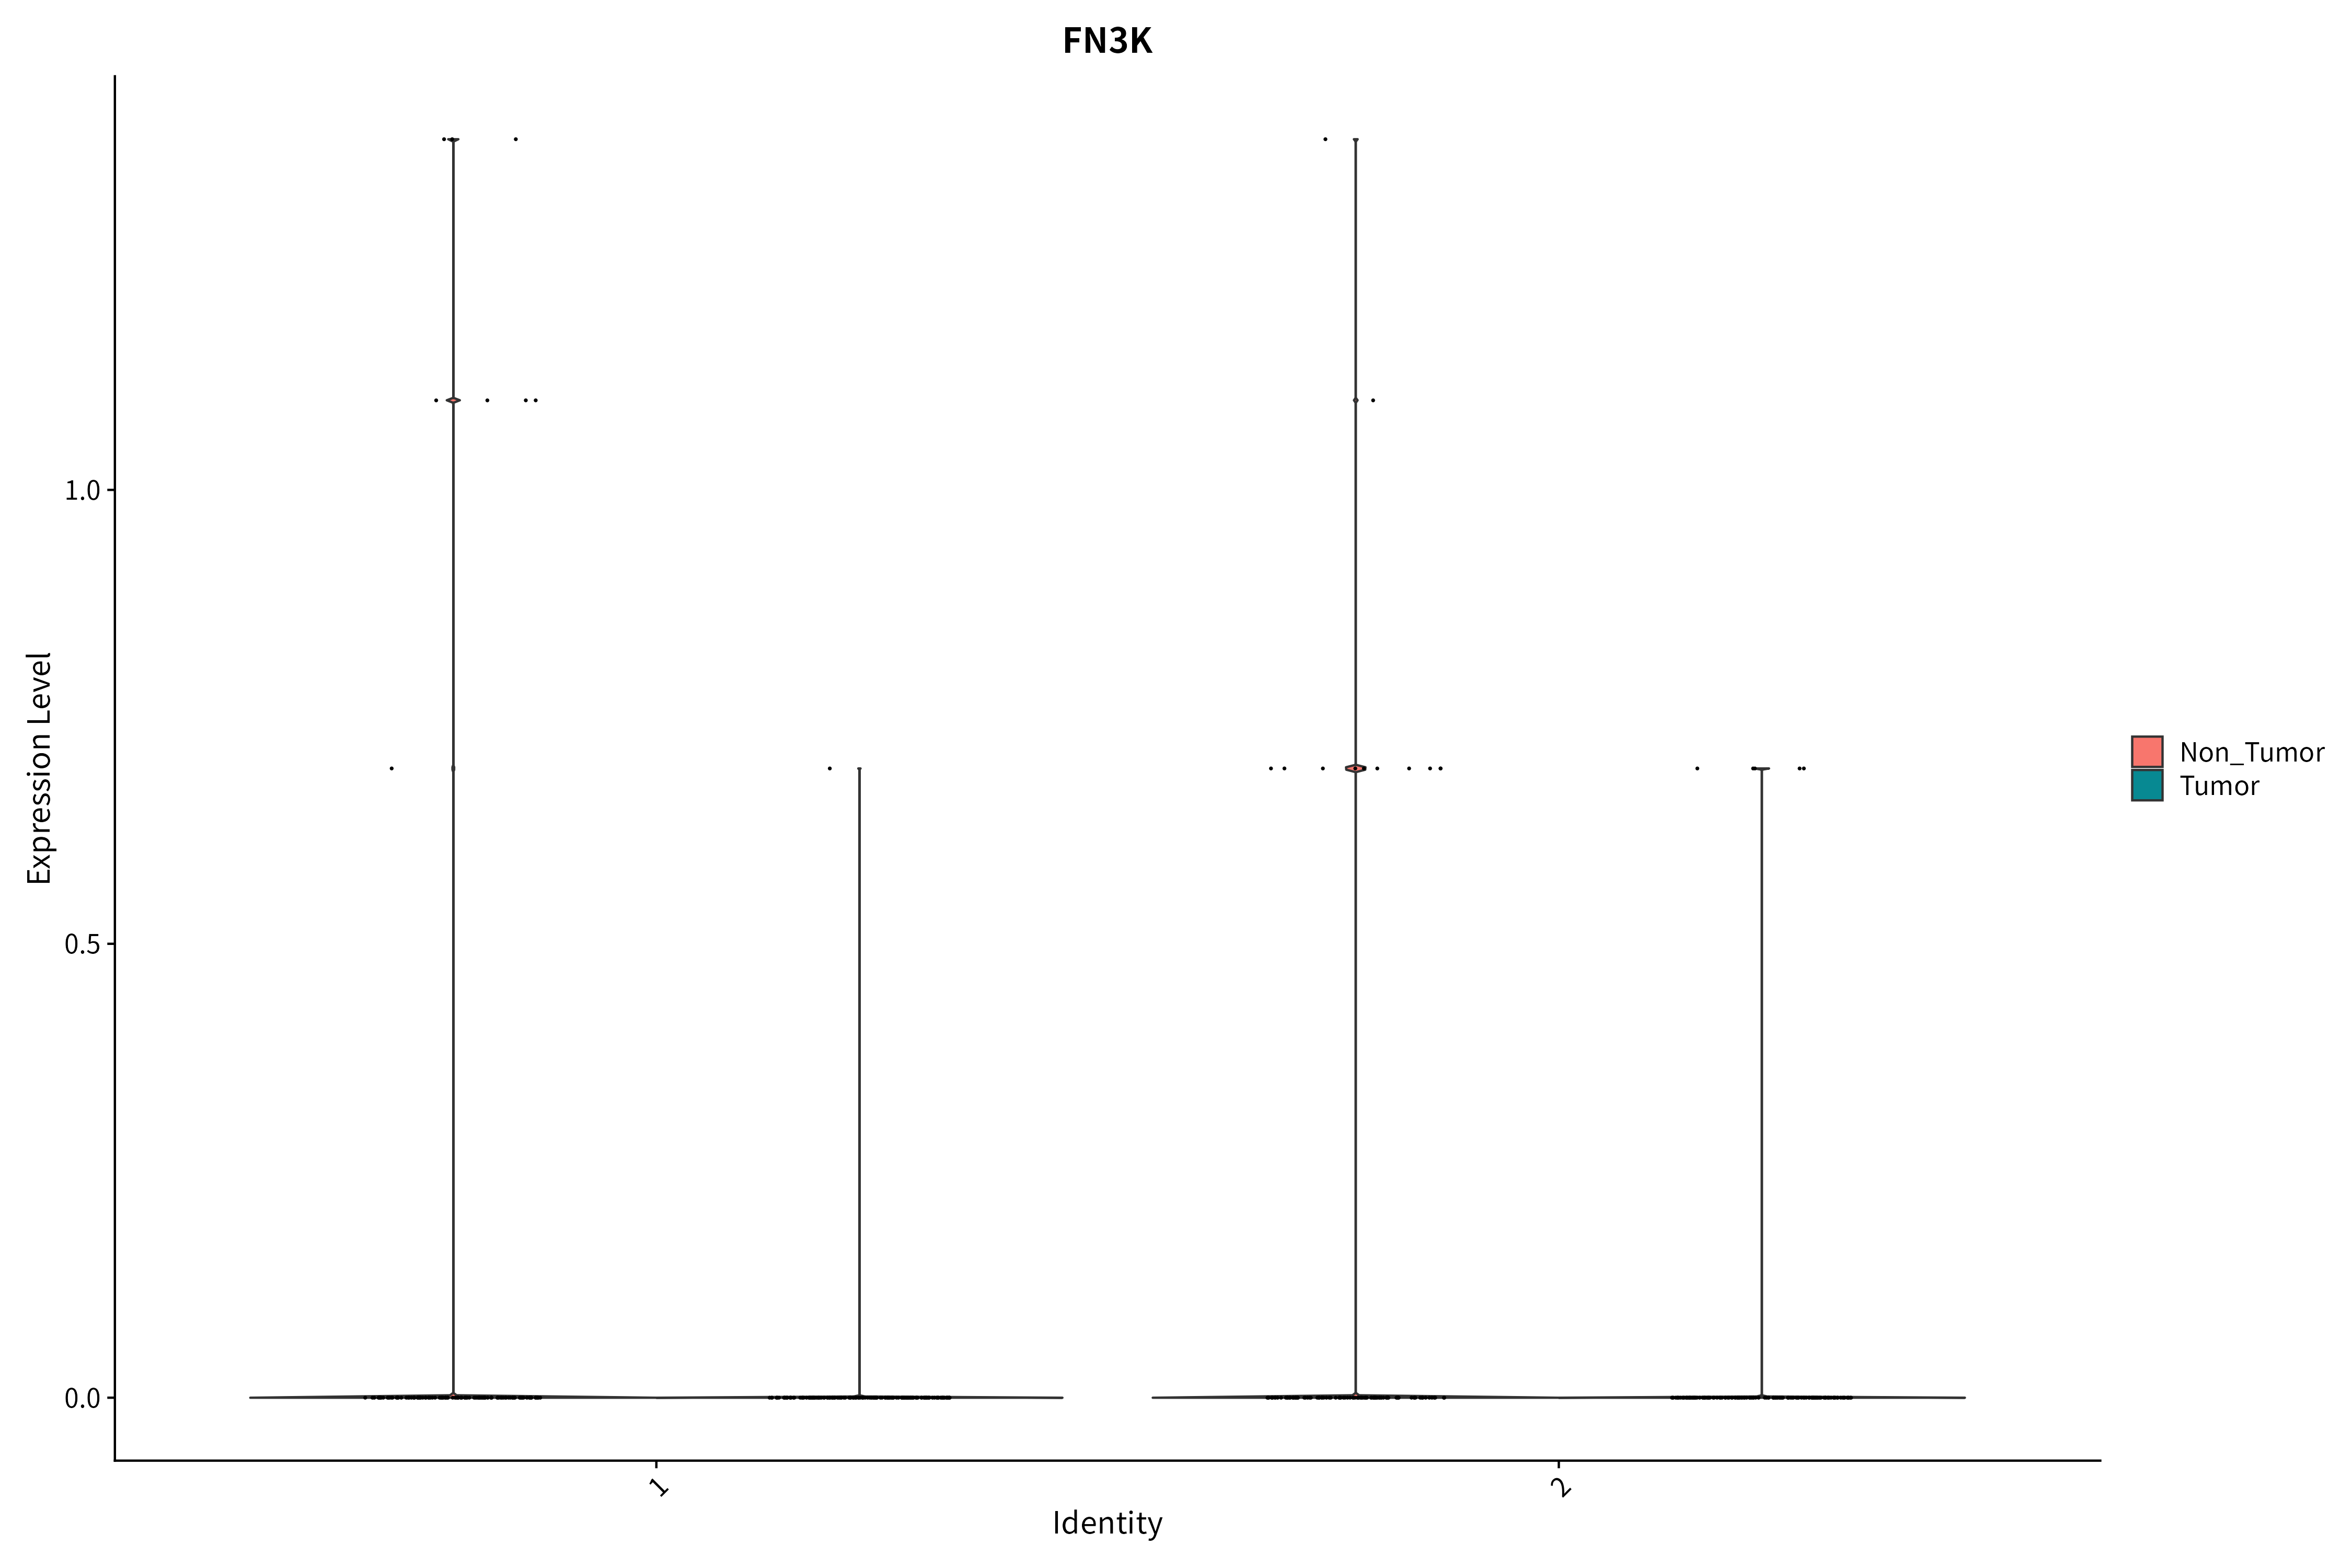 FN3K
Expression Level
1.0
0.5
0.0
1
2
Identity
Non_Tumor
Tumor